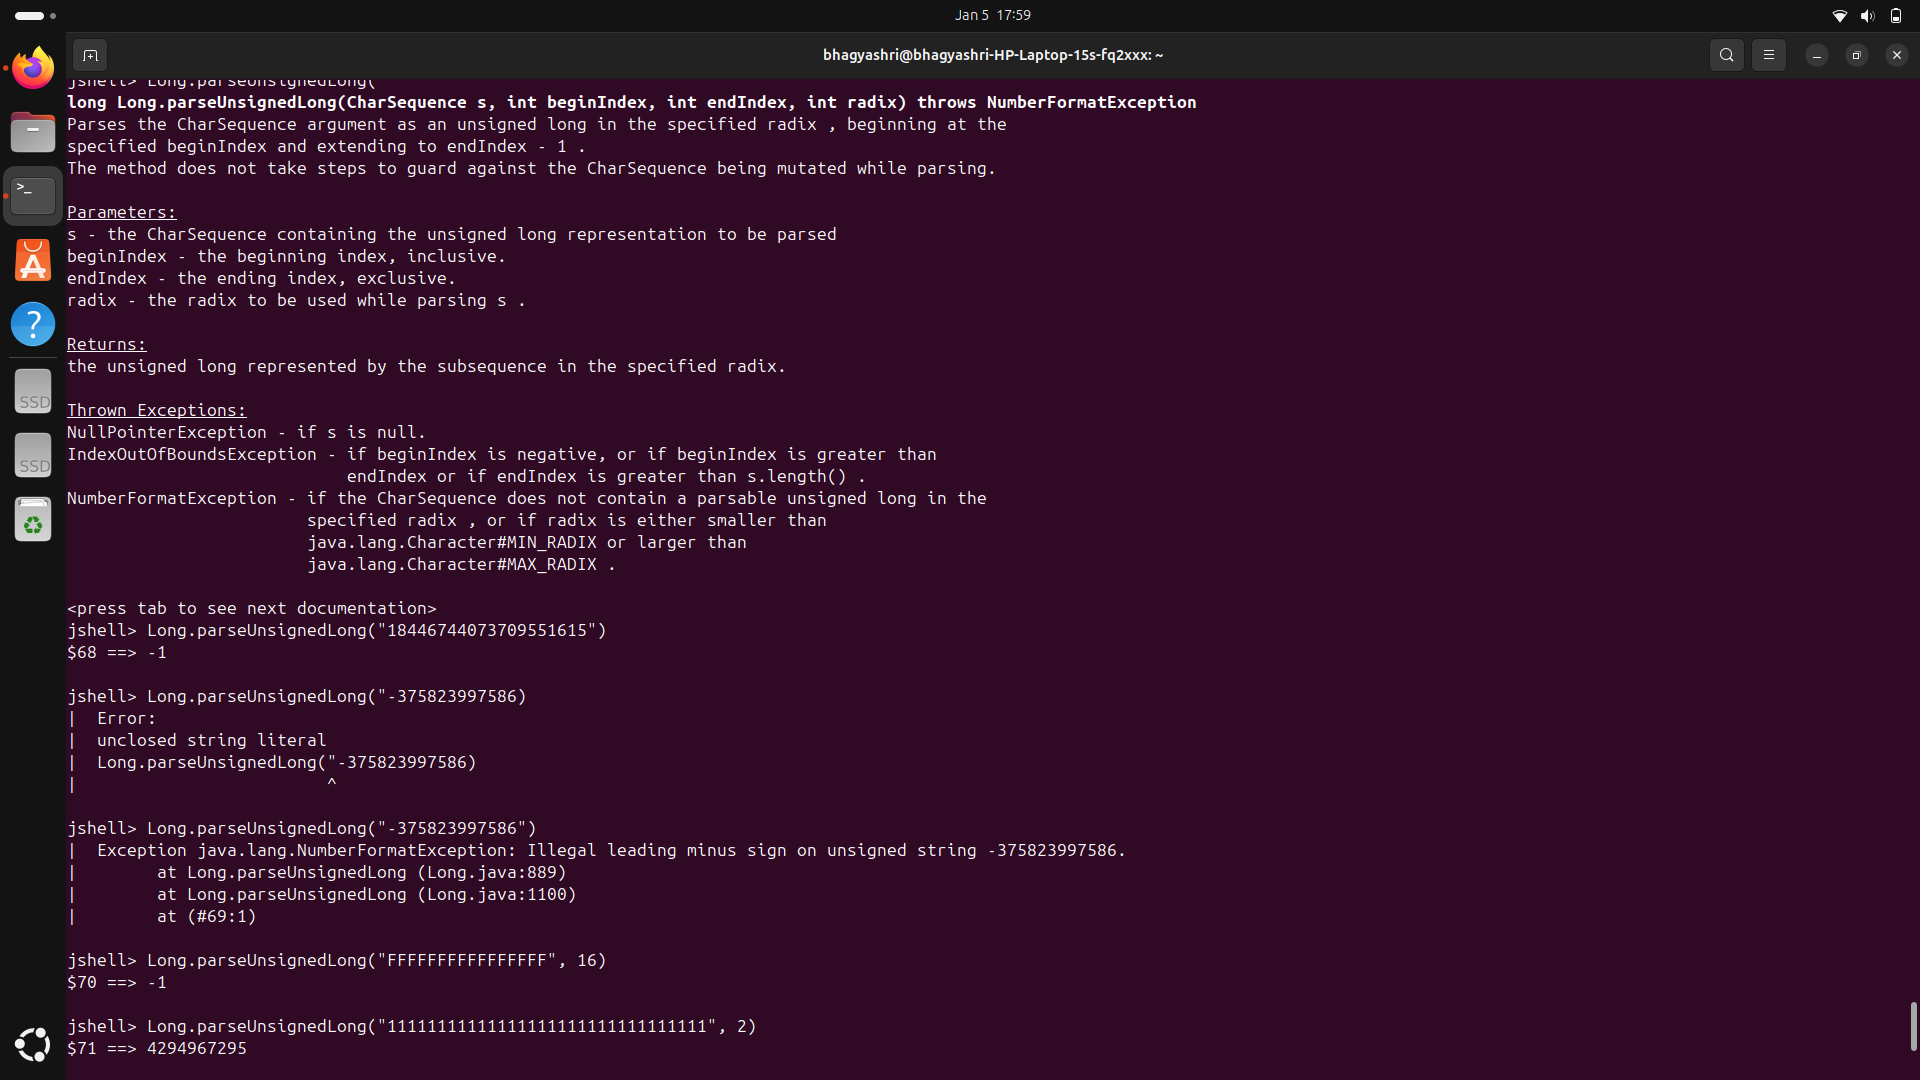 Jan 5 17:59
bhagyashri@bhagyashri-HP-Laptop-15s-fq2xxx: ~
jshell> Long.parseUnsignedLong(
long Long.parseUnsignedLong(CharSequence s, int beginIndex, int endIndex, int radix) throws NumberFormatException
Parses the CharSequence argument as an unsigned long in the specified radix , beginning at the
specified beginIndex and extending to endIndex - 1 .
The method does not take steps to guard against the CharSequence being mutated while parsing.
Parameters:
s - the CharSequence containing the unsigned long representation to be parsed
beginIndex - the beginning index, inclusive.
endIndex - the ending index, exclusive.
radix - the radix to be used while parsing s .
Returns:
the unsigned long represented by the subsequence in the specified radix.
Thrown Exceptions:
NullPointerException - if s is null.
IndexOutOfBoundsException - if beginIndex is negative, or if beginIndex is greater than
endIndex or if endIndex is greater than s.length() .
NumberFormatException - if the CharSequence does not contain a parsable unsigned long in the
specified radix , or if radix is either smaller than
java.lang.Character#MIN_RADIX or larger than
java.lang.Character#MAX_RADIX .
<press tab to see next documentation>
jshell> Long.parseUnsignedLong("18446744073709551615")
$68 ==> -1
jshell> Long.parseUnsignedLong("-375823997586)
|  Error:
|  unclosed string literal
|  Long.parseUnsignedLong("-375823997586)
|                         ^
jshell> Long.parseUnsignedLong("-375823997586")
|  Exception java.lang.NumberFormatException: Illegal leading minus sign on unsigned string -375823997586.
|        at Long.parseUnsignedLong (Long.java:889)
|        at Long.parseUnsignedLong (Long.java:1100)
|        at (#69:1)
jshell> Long.parseUnsignedLong("FFFFFFFFFFFFFFFF", 16)
$70 ==> -1
jshell> Long.parseUnsignedLong("11111111111111111111111111111111", 2)
$71 ==> 4294967295
SSD
SSD